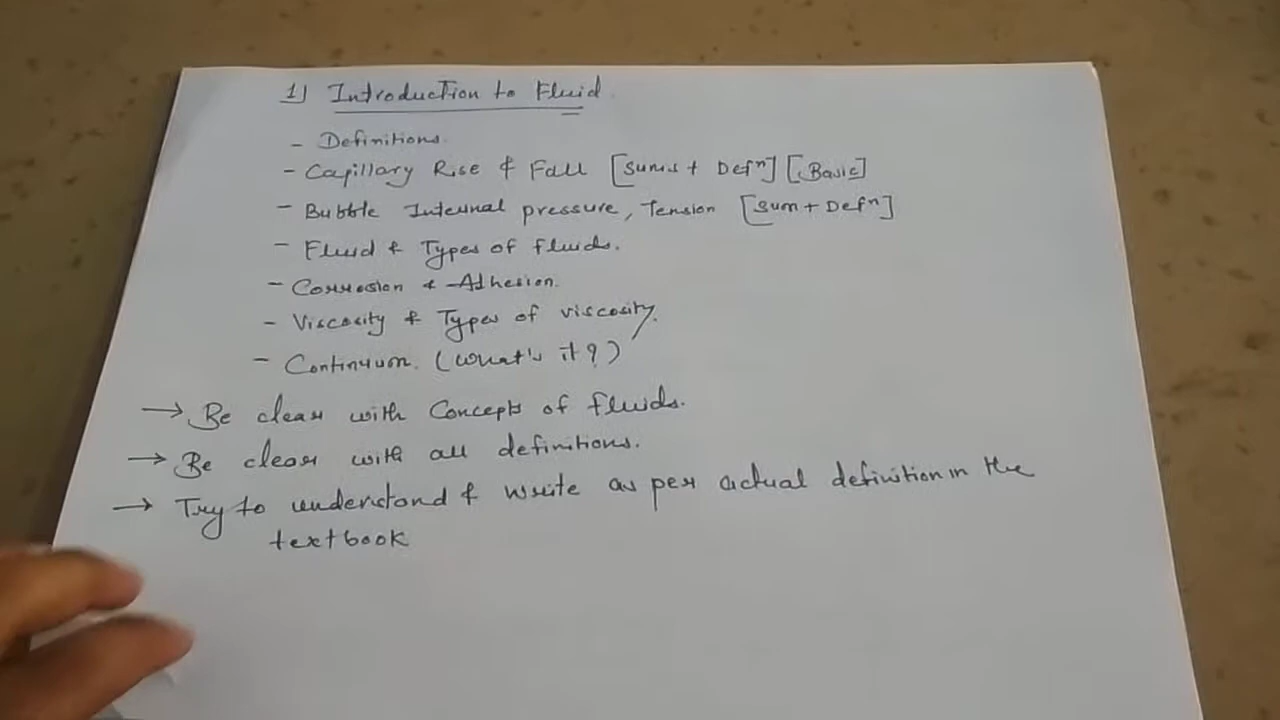 1) Introduction to Fluid.
- Definitions.
- Capillary Rise & Fall [Sums + Defⁿ] [Basic]
- Bubble Internal pressure, Tension [Sum + Defⁿ]
- Fluid & Types of fluids.
- Corrosion & Adhesion.
- Viscosity & Types of viscosity.
- Continuum. (What's it?)
→ Be clear with Concepts of fluids.
→ Be clear with all definitions.
→ Try to understand & write as per actual definition in the
textbook